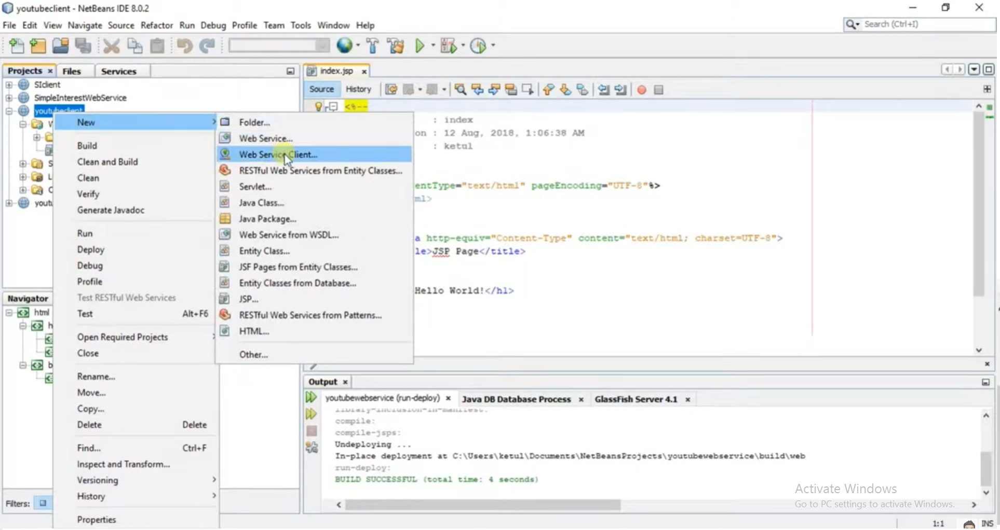 youtubeclient - NetBeans IDE 8.0.2
File Edit View Navigate Source Refactor Run Debug Profile Team Tools Window Help
Search (Ctrl+I)
Projects Files Services
SIclient
SimpleInterestWebService
youtubeclient
New
Build
Clean and Build
Clean
Verify
Generate Javadoc
Run
Deploy
Debug
Profile
Test RESTful Web Services
Test Alt+F6
Open Required Projects
Close
Rename...
Move...
Copy...
Delete Delete
Find... Ctrl+F
Inspect and Transform...
Versioning
History
Properties
Folder...
Web Service...
Web Service Client...
RESTful Web Services from Entity Classes...
Servlet...
Java Class...
Java Package...
Web Service from WSDL...
Entity Class...
JSF Pages from Entity Classes...
Entity Classes from Database...
JSP...
RESTful Web Services from Patterns...
HTML...
Other...
Navigator
html
Filters:
index.jsp
Source History
<%--
: index
on : 12 Aug, 2018, 1:06:38 AM
: ketul
entType="text/html" pageEncoding="UTF-8"%>
ml>
a http-equiv="Content-Type" content="text/html; charset=UTF-8">
le>JSP Page</title>
Hello World!</h1>
Output
youtubewebservice (run-deploy) Java DB Database Process GlassFish Server 4.1
library-inclusion-in-manifest:
compile:
compile-jsps:
Undeploying ...
In-place deployment at C:\Users\ketul\Documents\NetBeansProjects\youtubewebservice\build\web
run-deploy:
BUILD SUCCESSFUL (total time: 4 seconds)
Activate Windows
Go to PC settings to activate Windows.
1:1 INS